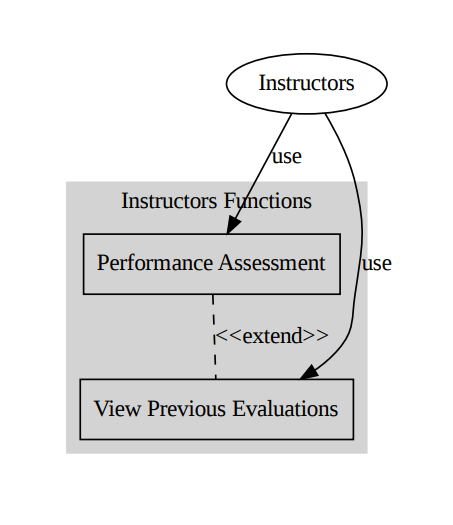 Instructors
use
Instructors Functions
Performance Assessment
use
<<extend>>
View Previous Evaluations